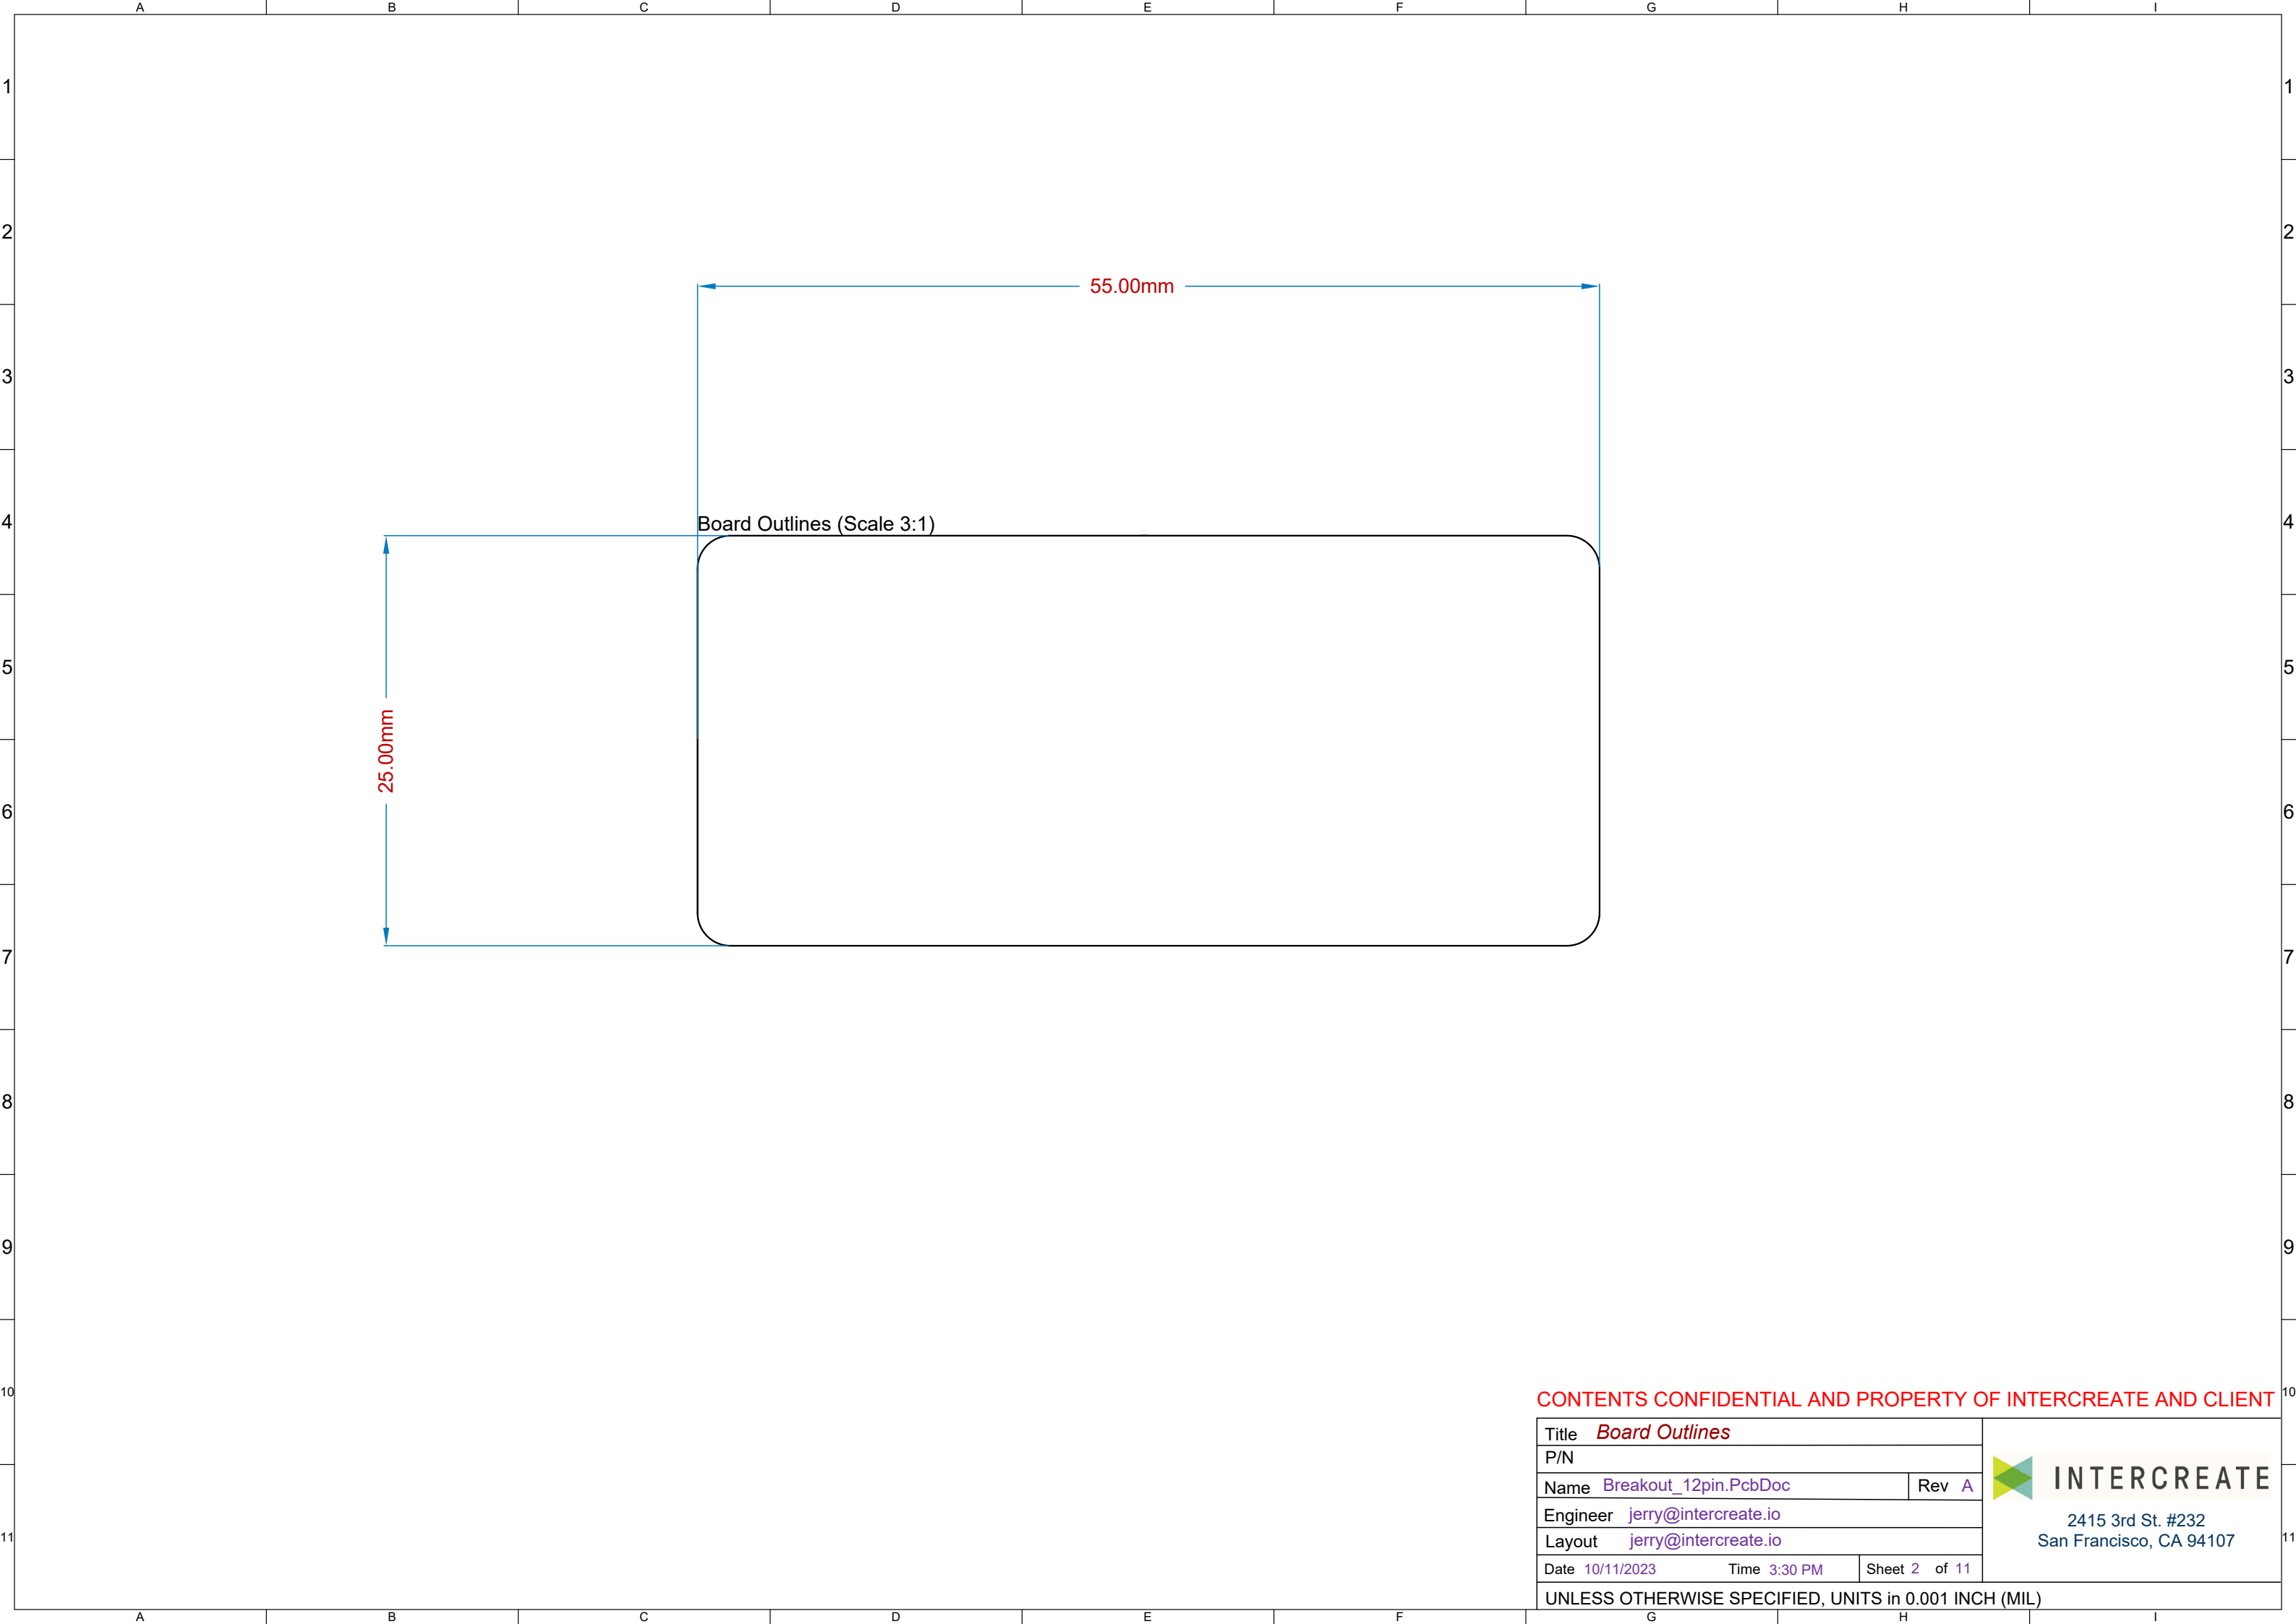 A B C D E F G H I
1 1
2 2
55.00mm
3 3
Board Outlines (Scale 3:1)
4 4
5 5
25.00mm
6 6
7 7
8 8
9 9
10 10
CONTENTS CONFIDENTIAL AND PROPERTY OF INTERCREATE AND CLIENT
Title Board Outlines
P/N
Name Breakout_12pin.PcbDoc Rev A
Engineer jerry@intercreate.io
Layout jerry@intercreate.io
Date 10/11/2023 Time 3:30 PM Sheet 2 of 11
UNLESS OTHERWISE SPECIFIED, UNITS in 0.001 INCH (MIL)
INTERCREATE
2415 3rd St. #232
San Francisco, CA 94107
11 11
A B C D E F G H I